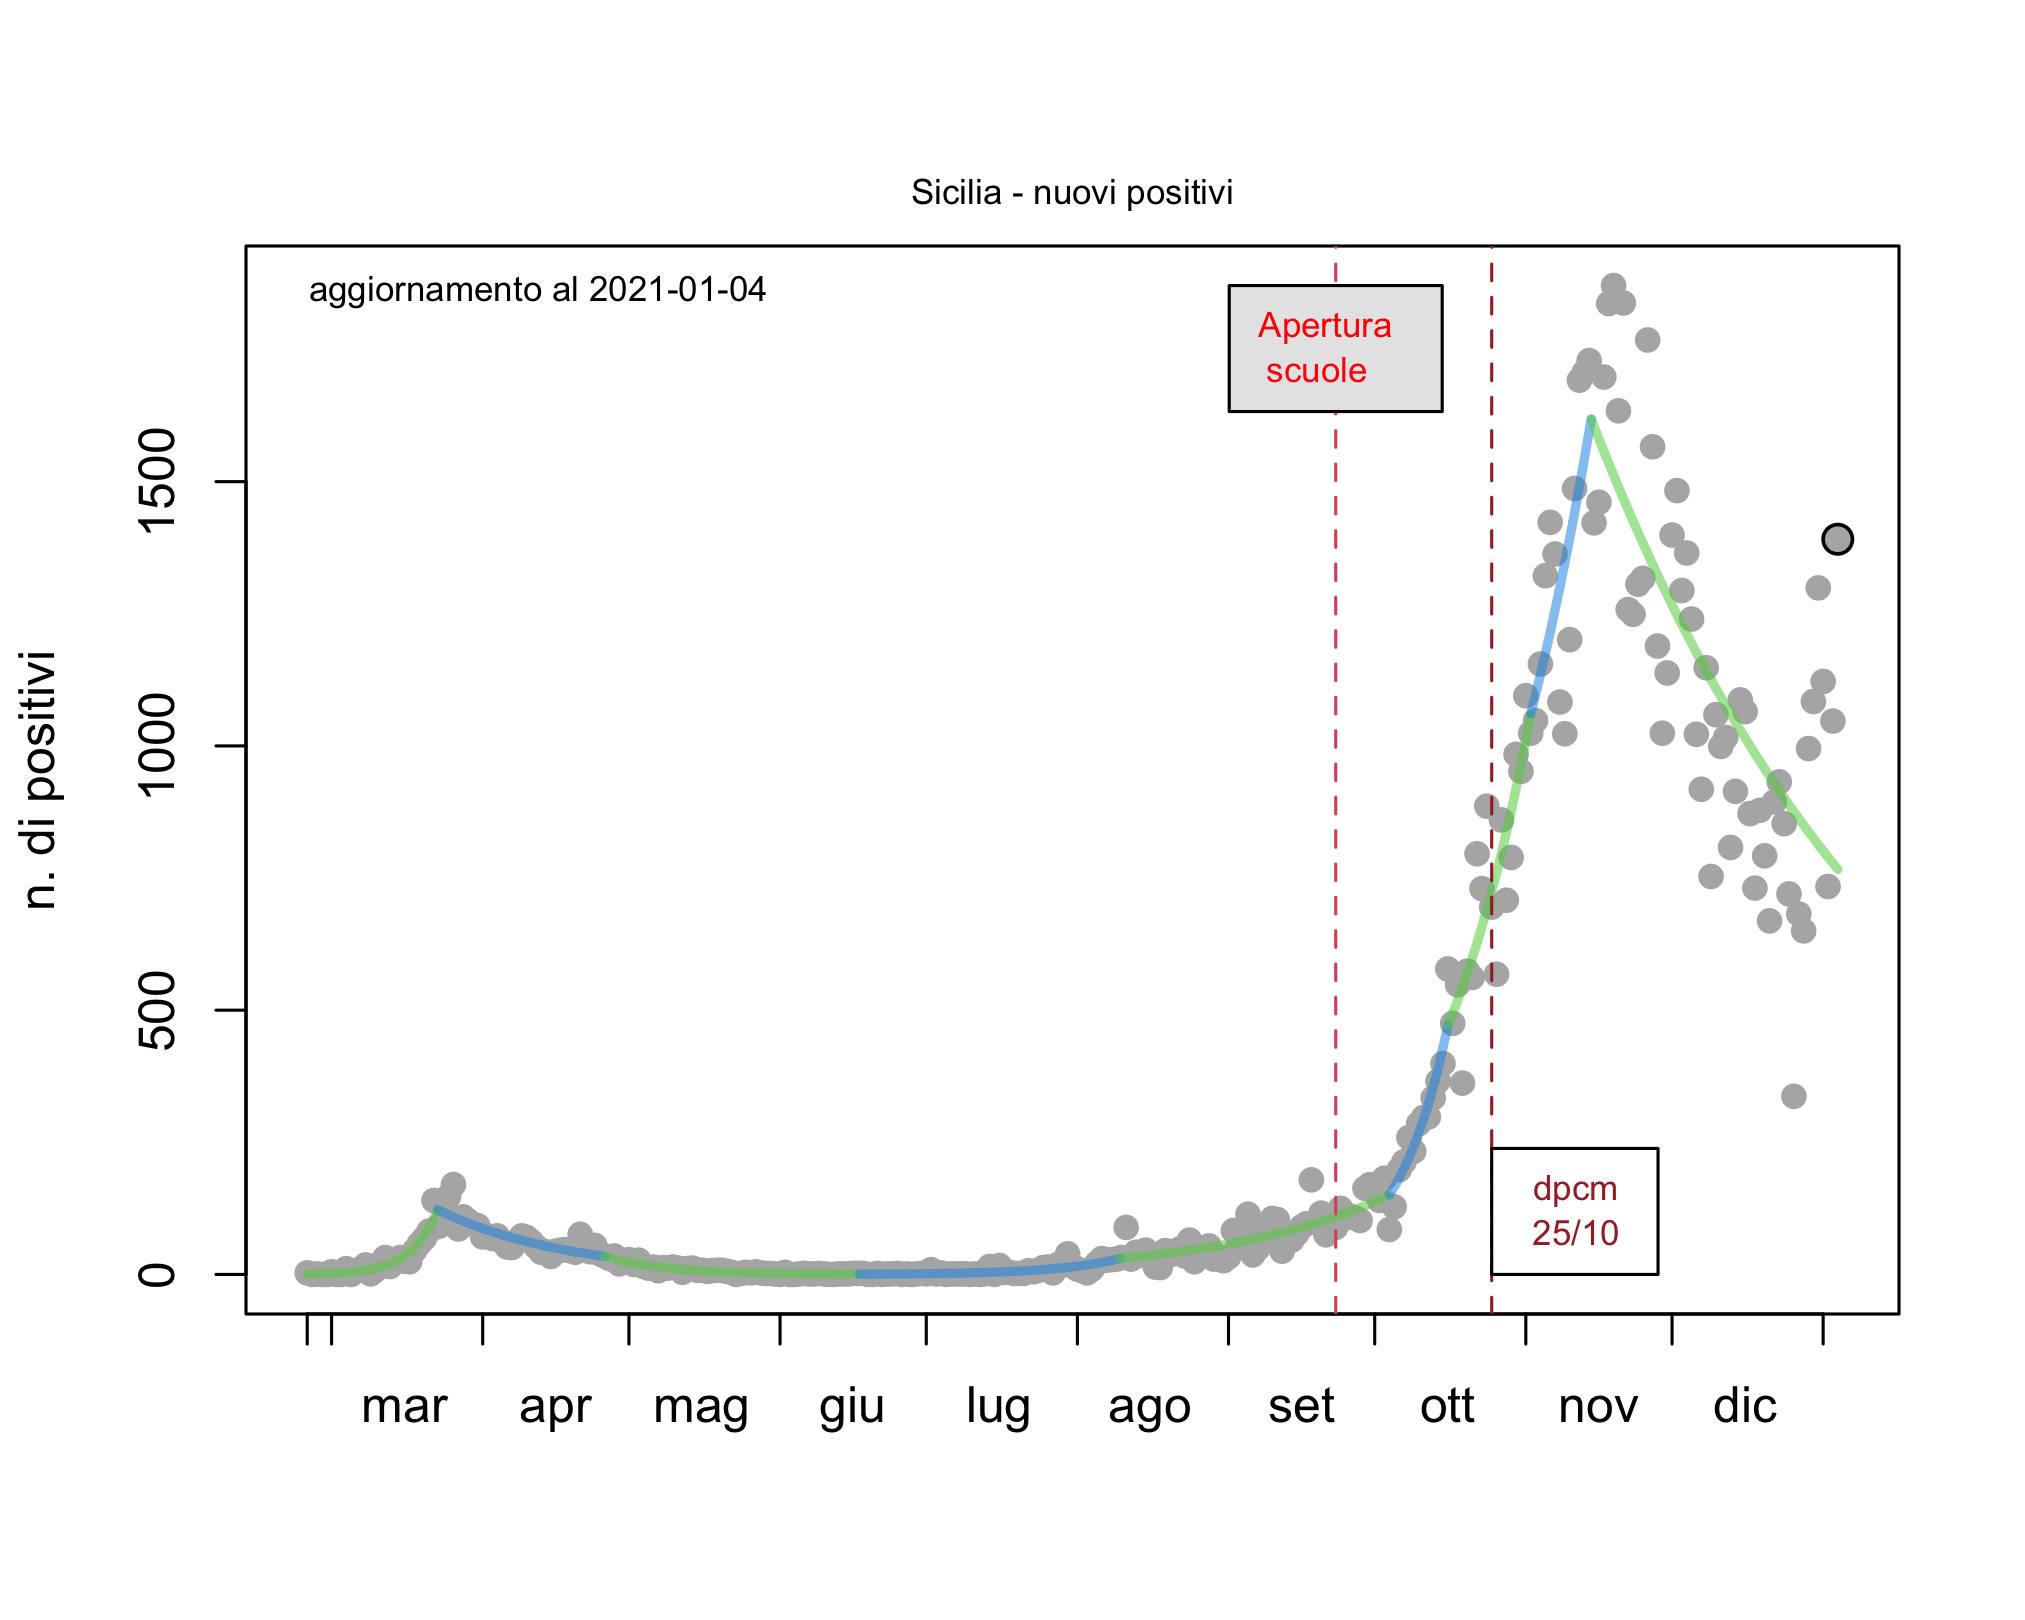 Sicilia - nuovi positivi
aggiornamento al 2021-01-04
Apertura
scuole
n. di positivi
1500
1000
500
0
dpcm
25/10
mar apr mag giu lug ago set ott nov dic